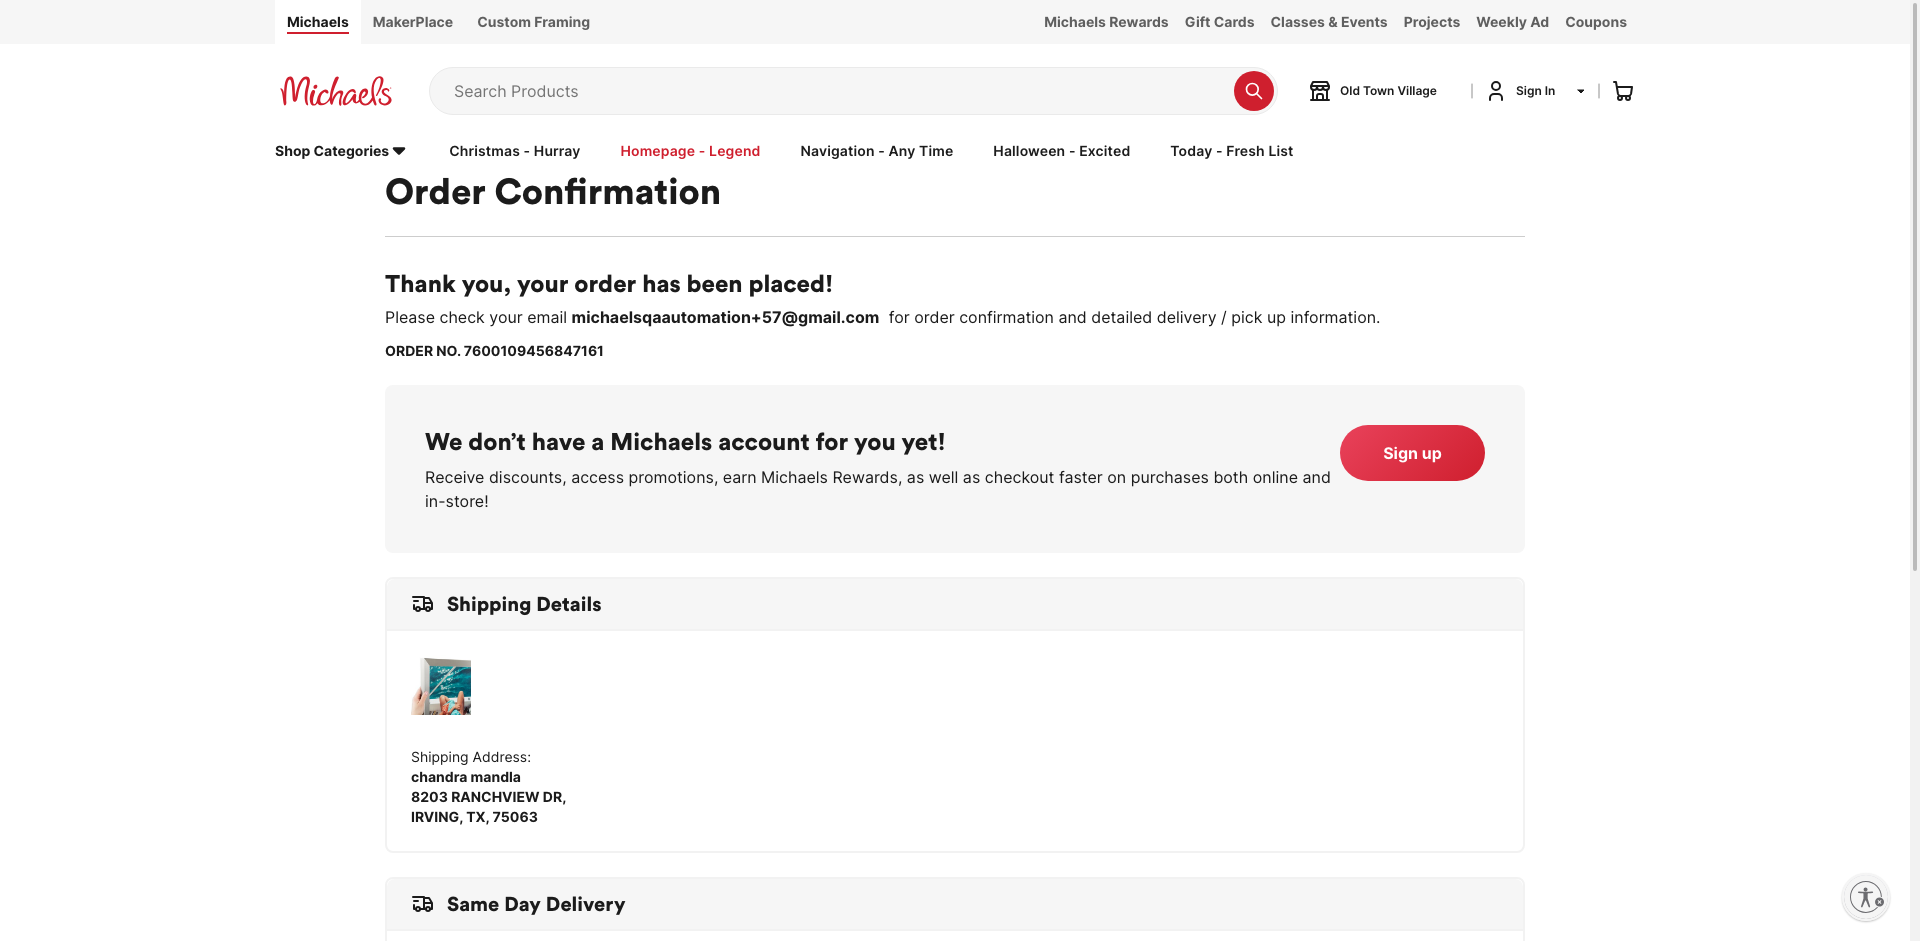 Michaels MakerPlace Custom Framing Michaels Rewards Gift Cards Classes & Events Projects Weekly Ad Coupons
Michaels Search Products Old Town Village Sign In
Shop Categories Christmas - Hurray Homepage - Legend Navigation - Any Time Halloween - Excited Today - Fresh List
Order Confirmation
Thank you, your order has been placed!
Please check your email michaelsqaautomation+57@gmail.com for order confirmation and detailed delivery / pick up information.
ORDER NO. 7600109456847161
We don’t have a Michaels account for you yet!
Sign up
Receive discounts, access promotions, earn Michaels Rewards, as well as checkout faster on purchases both online and
in-store!
Shipping Details
Shipping Address:
chandra mandla
8203 RANCHVIEW DR,
IRVING, TX, 75063
Same Day Delivery